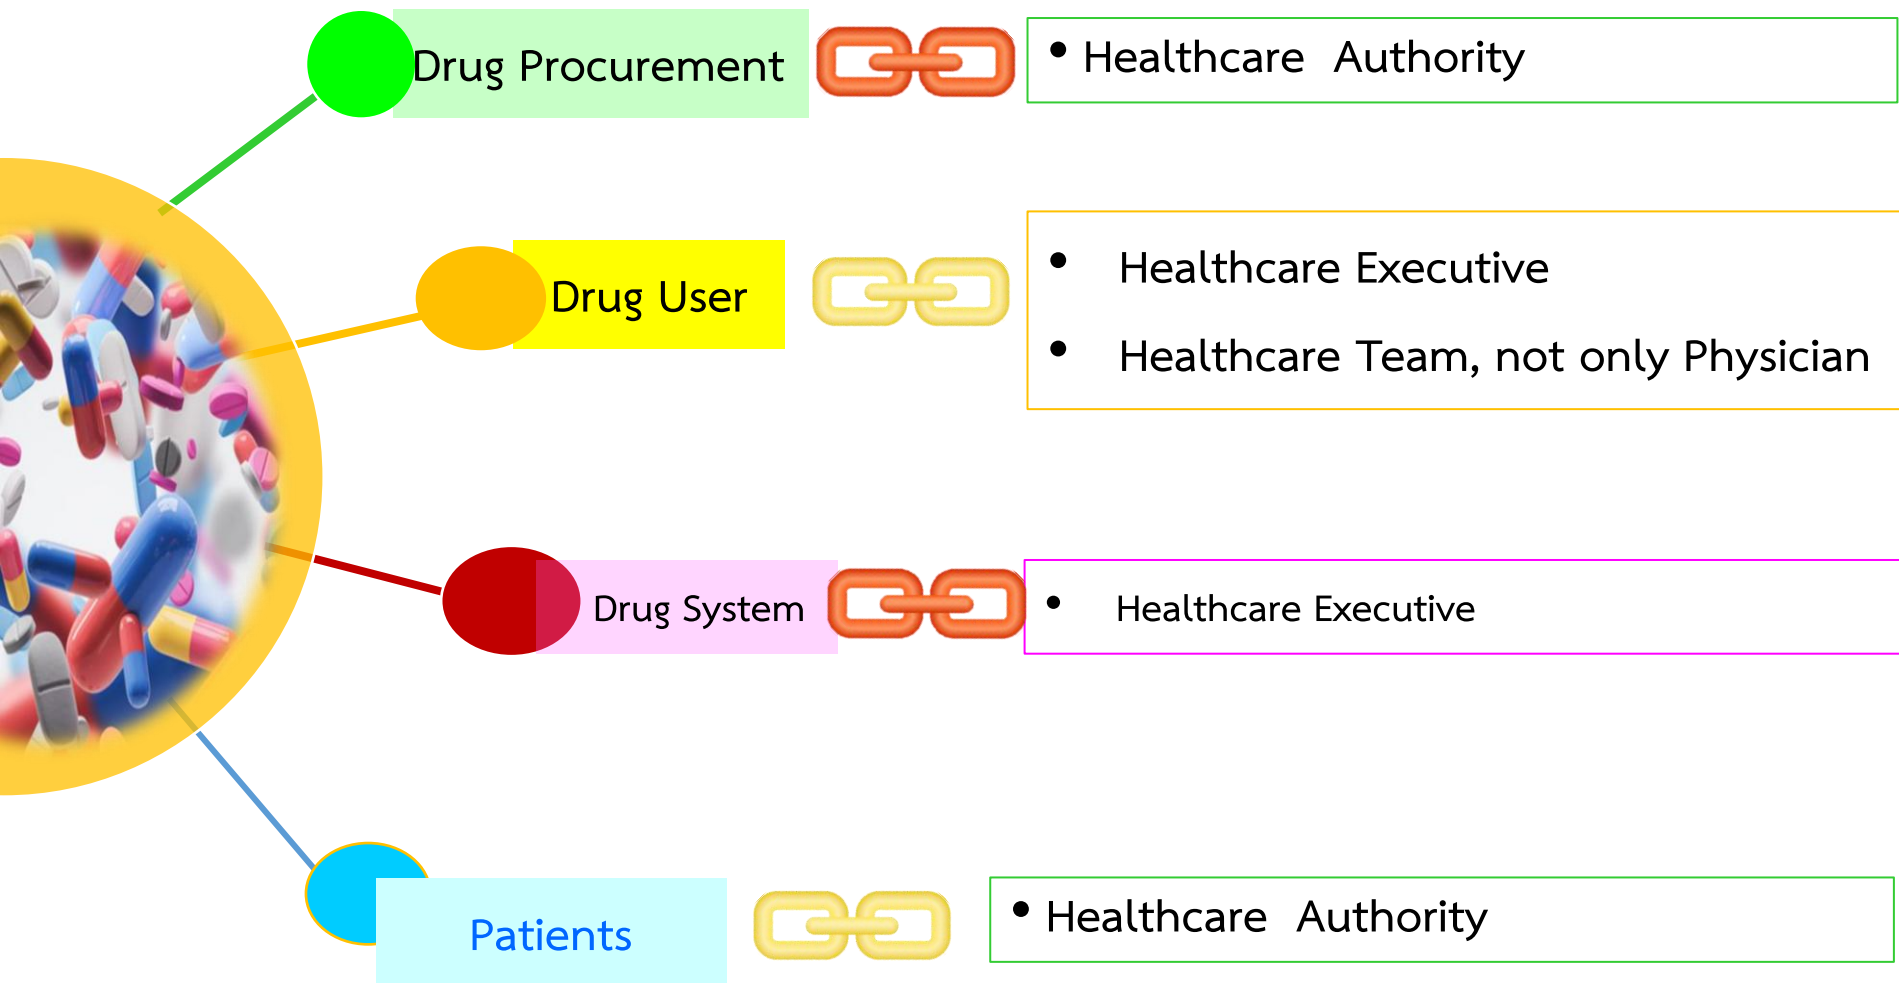 Drug Procurement
• Healthcare Authority
Drug User
• Healthcare Executive
• Healthcare Team, not only Physician
Drug System
• Healthcare Executive
Patients
• Healthcare Authority